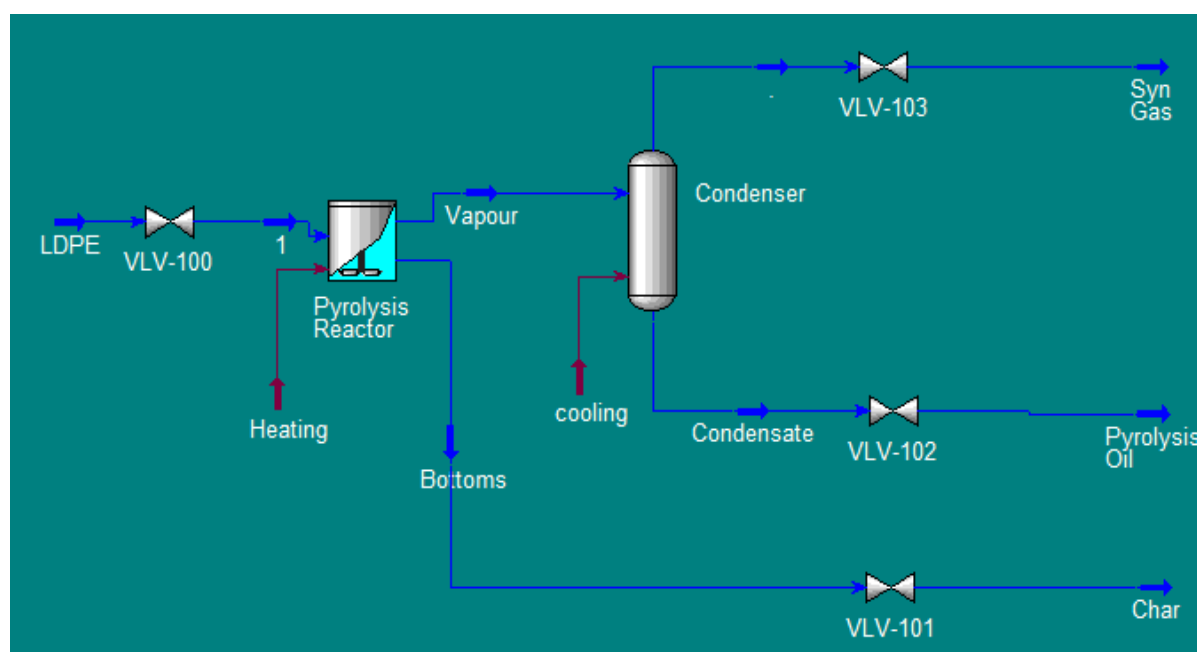 VLV-103
Syn
Gas
Condenser
Vapour
LDPE
VLV-100
1
Pyrolysis
Reactor
Heating
cooling
Condensate
VLV-102
Pyrolysis
Oil
Bottoms
VLV-101
Char